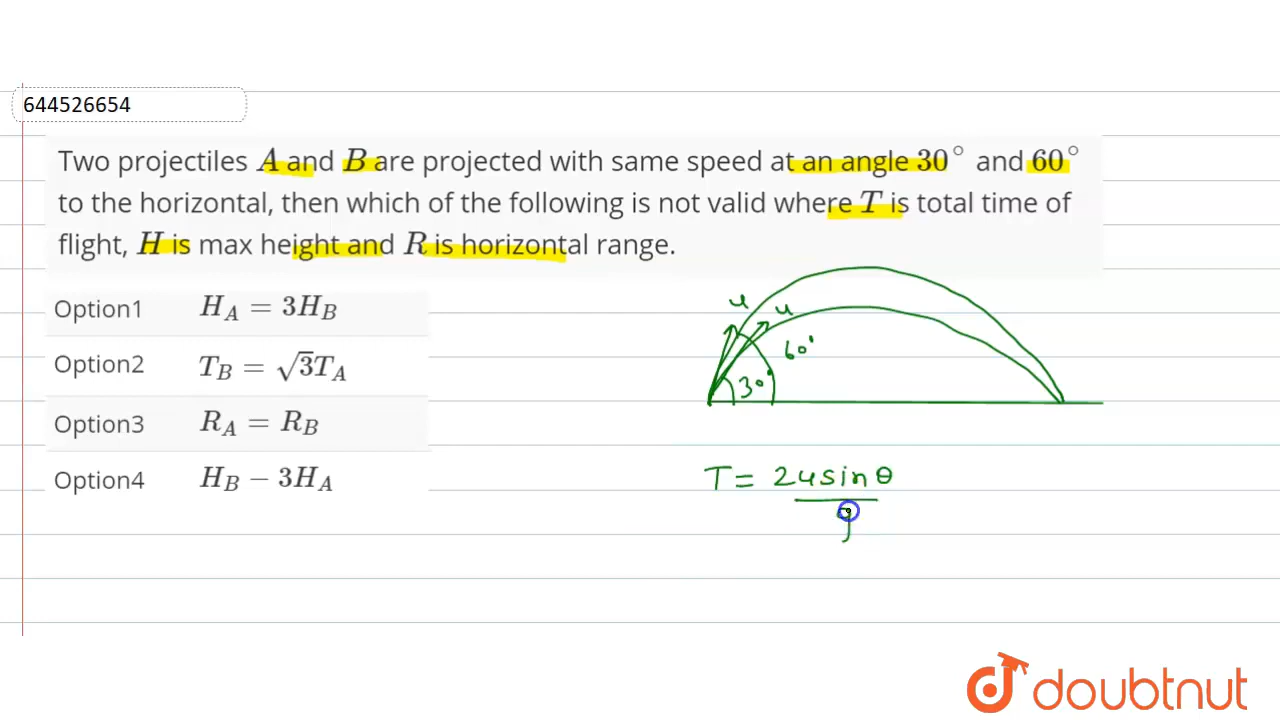 644526654
Two projectiles A and B are projected with same speed at an angle 30° and 60°
to the horizontal, then which of the following is not valid where T is total time of
flight, H is max height and R is horizontal range.
Option1 H_A = 3H_B
Option2 T_B = √3T_A
Option3 R_A = R_B
Option4 H_B − 3H_A
u
u
60°
30°
T = 2usinθ
g
doubtnut